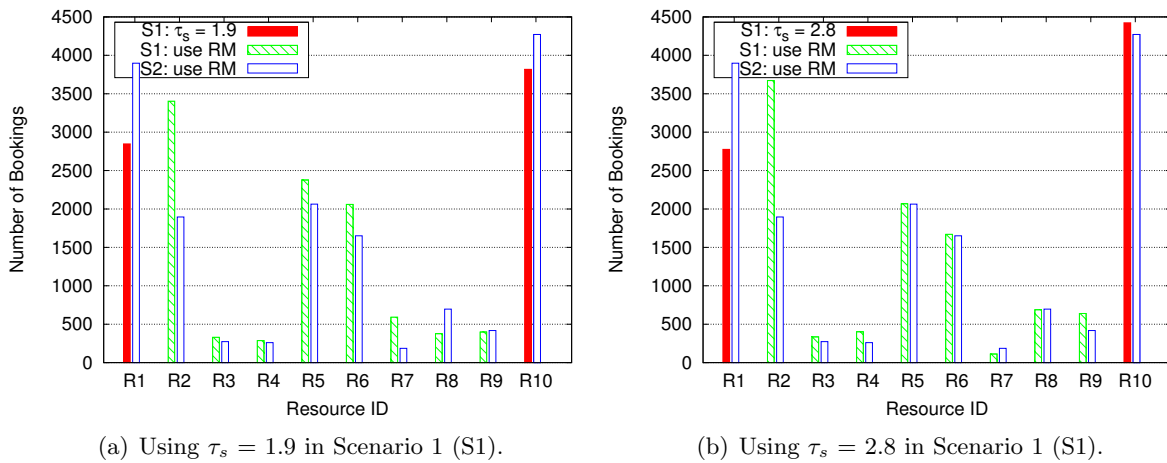 4500
4000
3500
3000
2500
2000
1500
1000
500
0
Number of Bookings
S1: τs = 1.9
S1: use RM
S2: use RM
R1 R2 R3 R4 R5 R6 R7 R8 R9 R10
Resource ID
(a) Using τs = 1.9 in Scenario 1 (S1).
4500
4000
3500
3000
2500
2000
1500
1000
500
0
Number of Bookings
S1: τs = 2.8
S1: use RM
S2: use RM
R1 R2 R3 R4 R5 R6 R7 R8 R9 R10
Resource ID
(b) Using τs = 2.8 in Scenario 1 (S1).